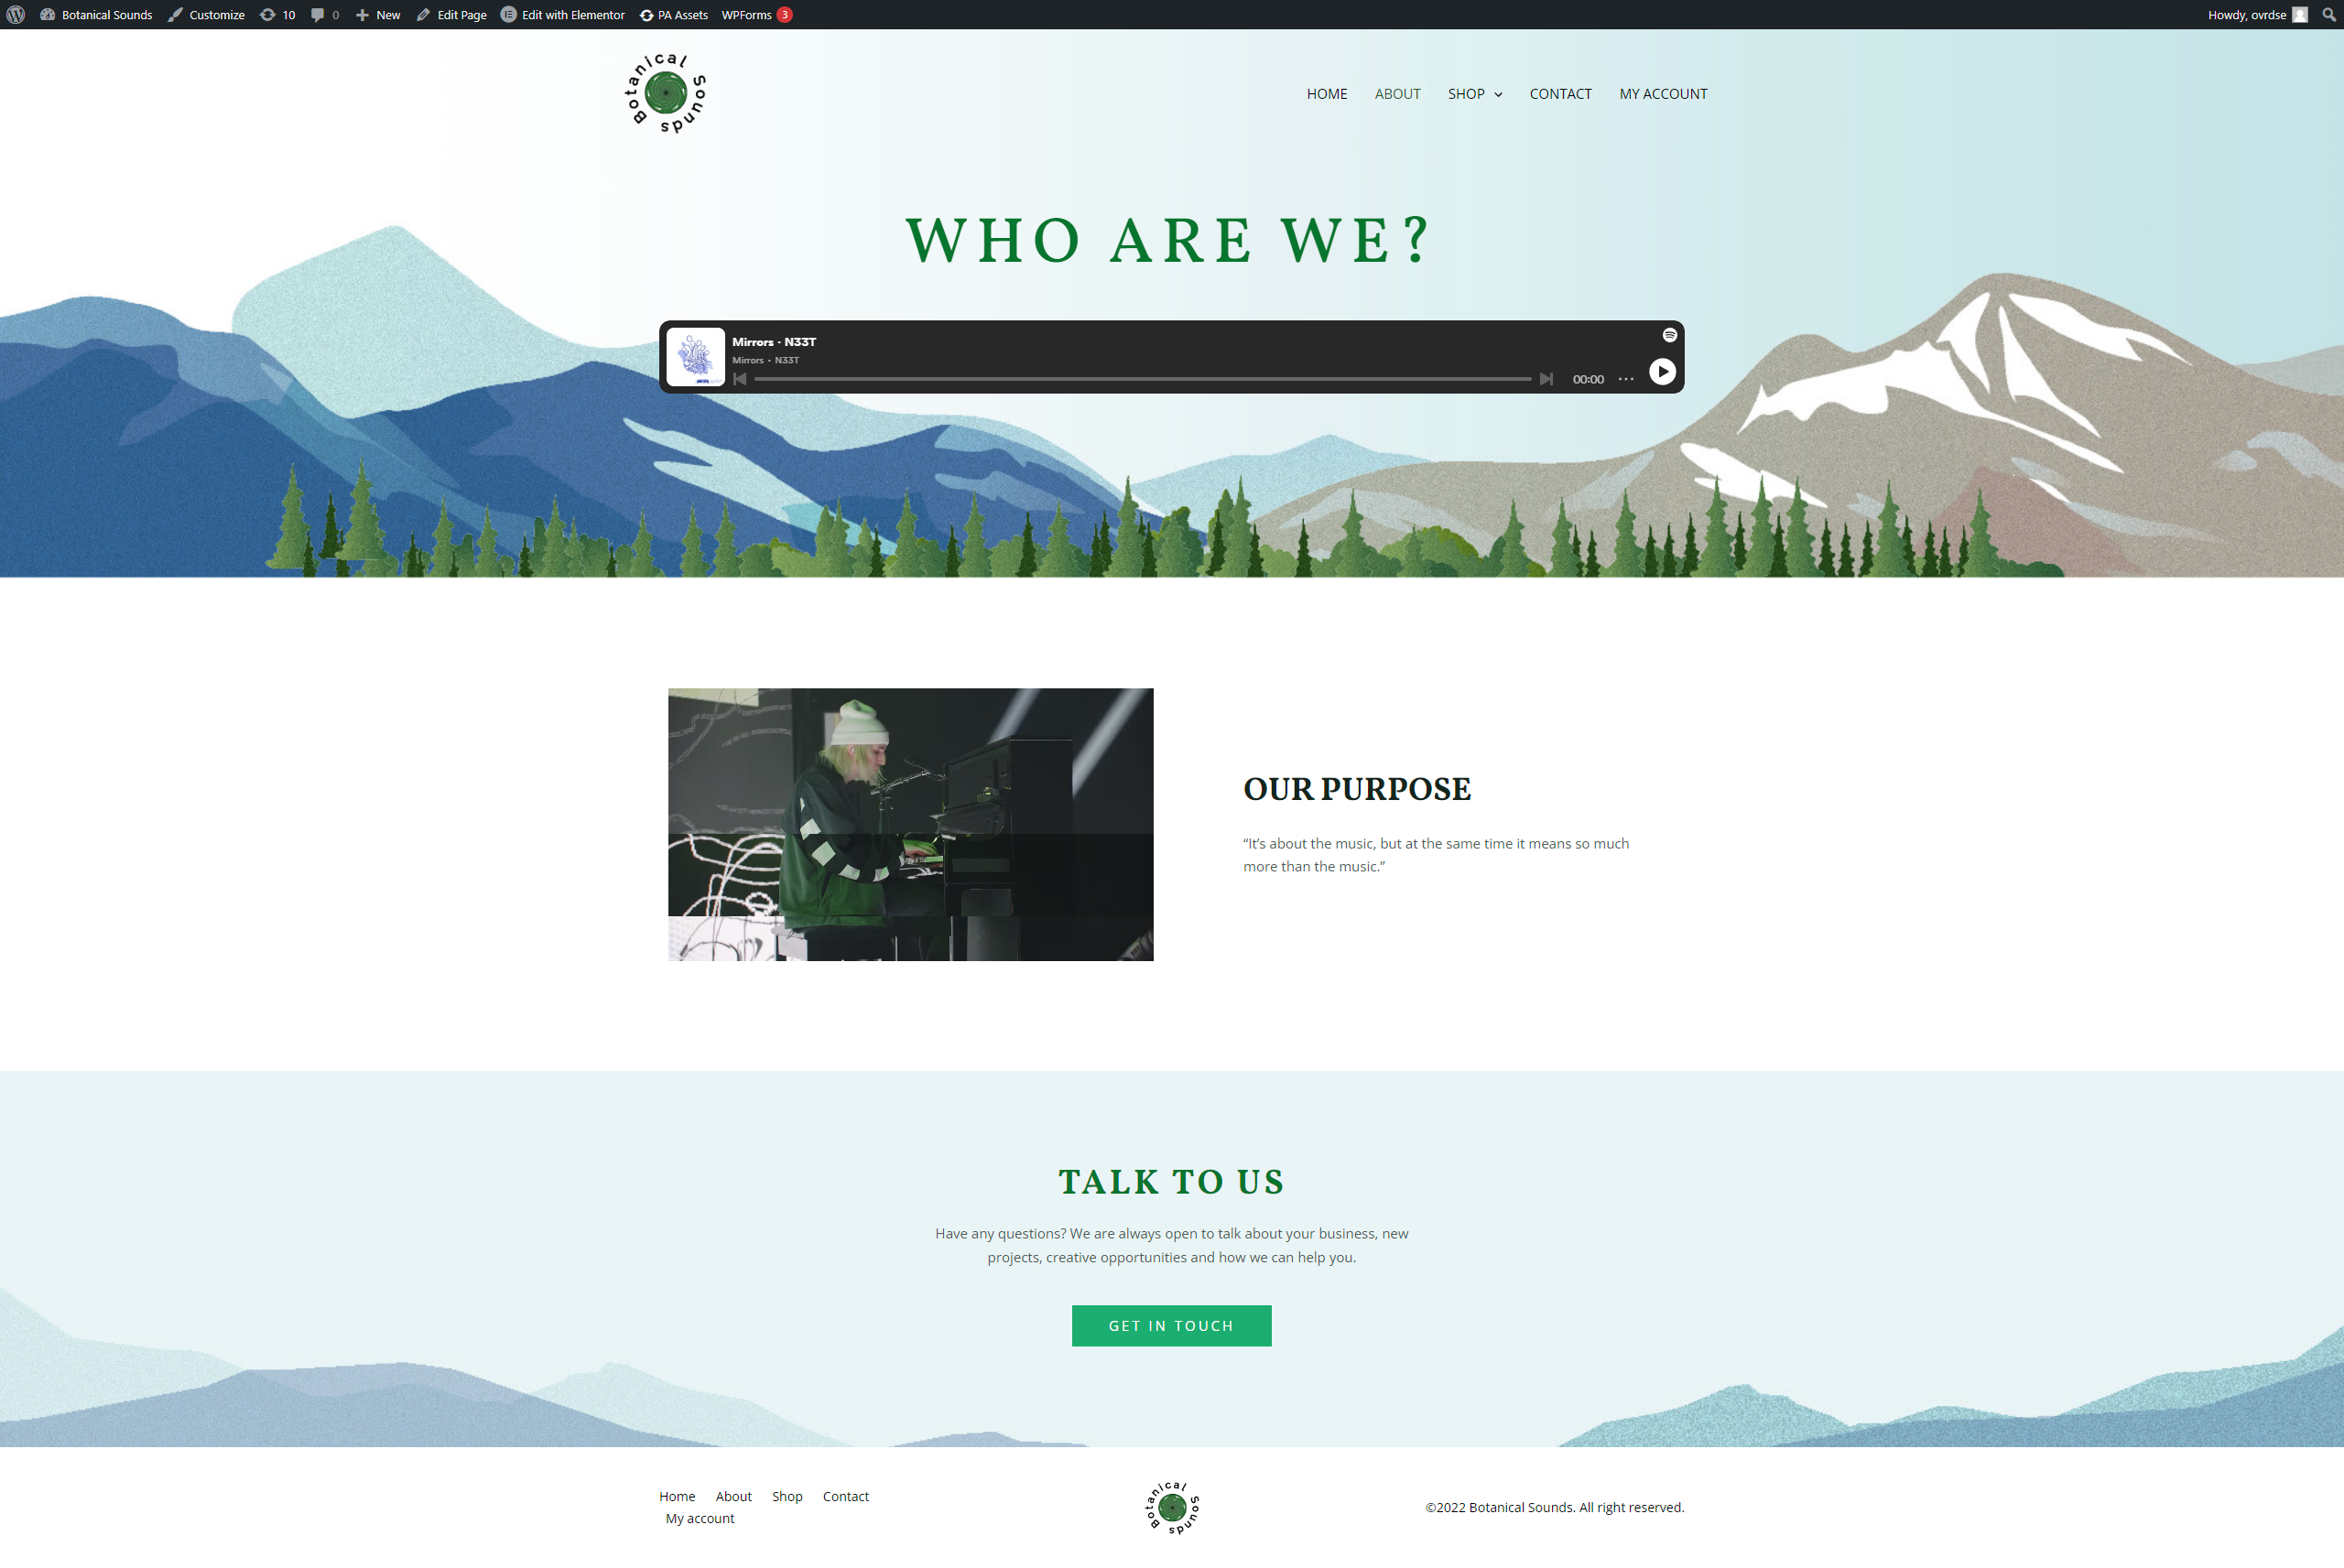 Botanical Sounds Customize 10 0 New Edit Page Edit with Elementor PA Assets WPForms 3 Howdy, ovrdse
Botanical Sounds
HOME ABOUT SHOP CONTACT MY ACCOUNT
WHO ARE WE?
Mirrors · N33T
Mirrors • N33T
00:00
OUR PURPOSE
“It’s about the music, but at the same time it means so much
more than the music.”
TALK TO US
Have any questions? We are always open to talk about your business, new
projects, creative opportunities and how we can help you.
GET IN TOUCH
Home About Shop Contact
My account
Botanical Sounds
©2022 Botanical Sounds. All right reserved.